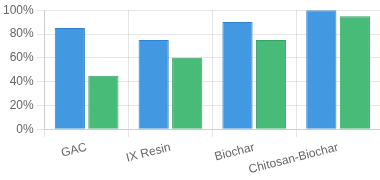 100%
80%
60%
40%
20%
0%
GAC
IX Resin
Biochar
Chitosan-Biochar